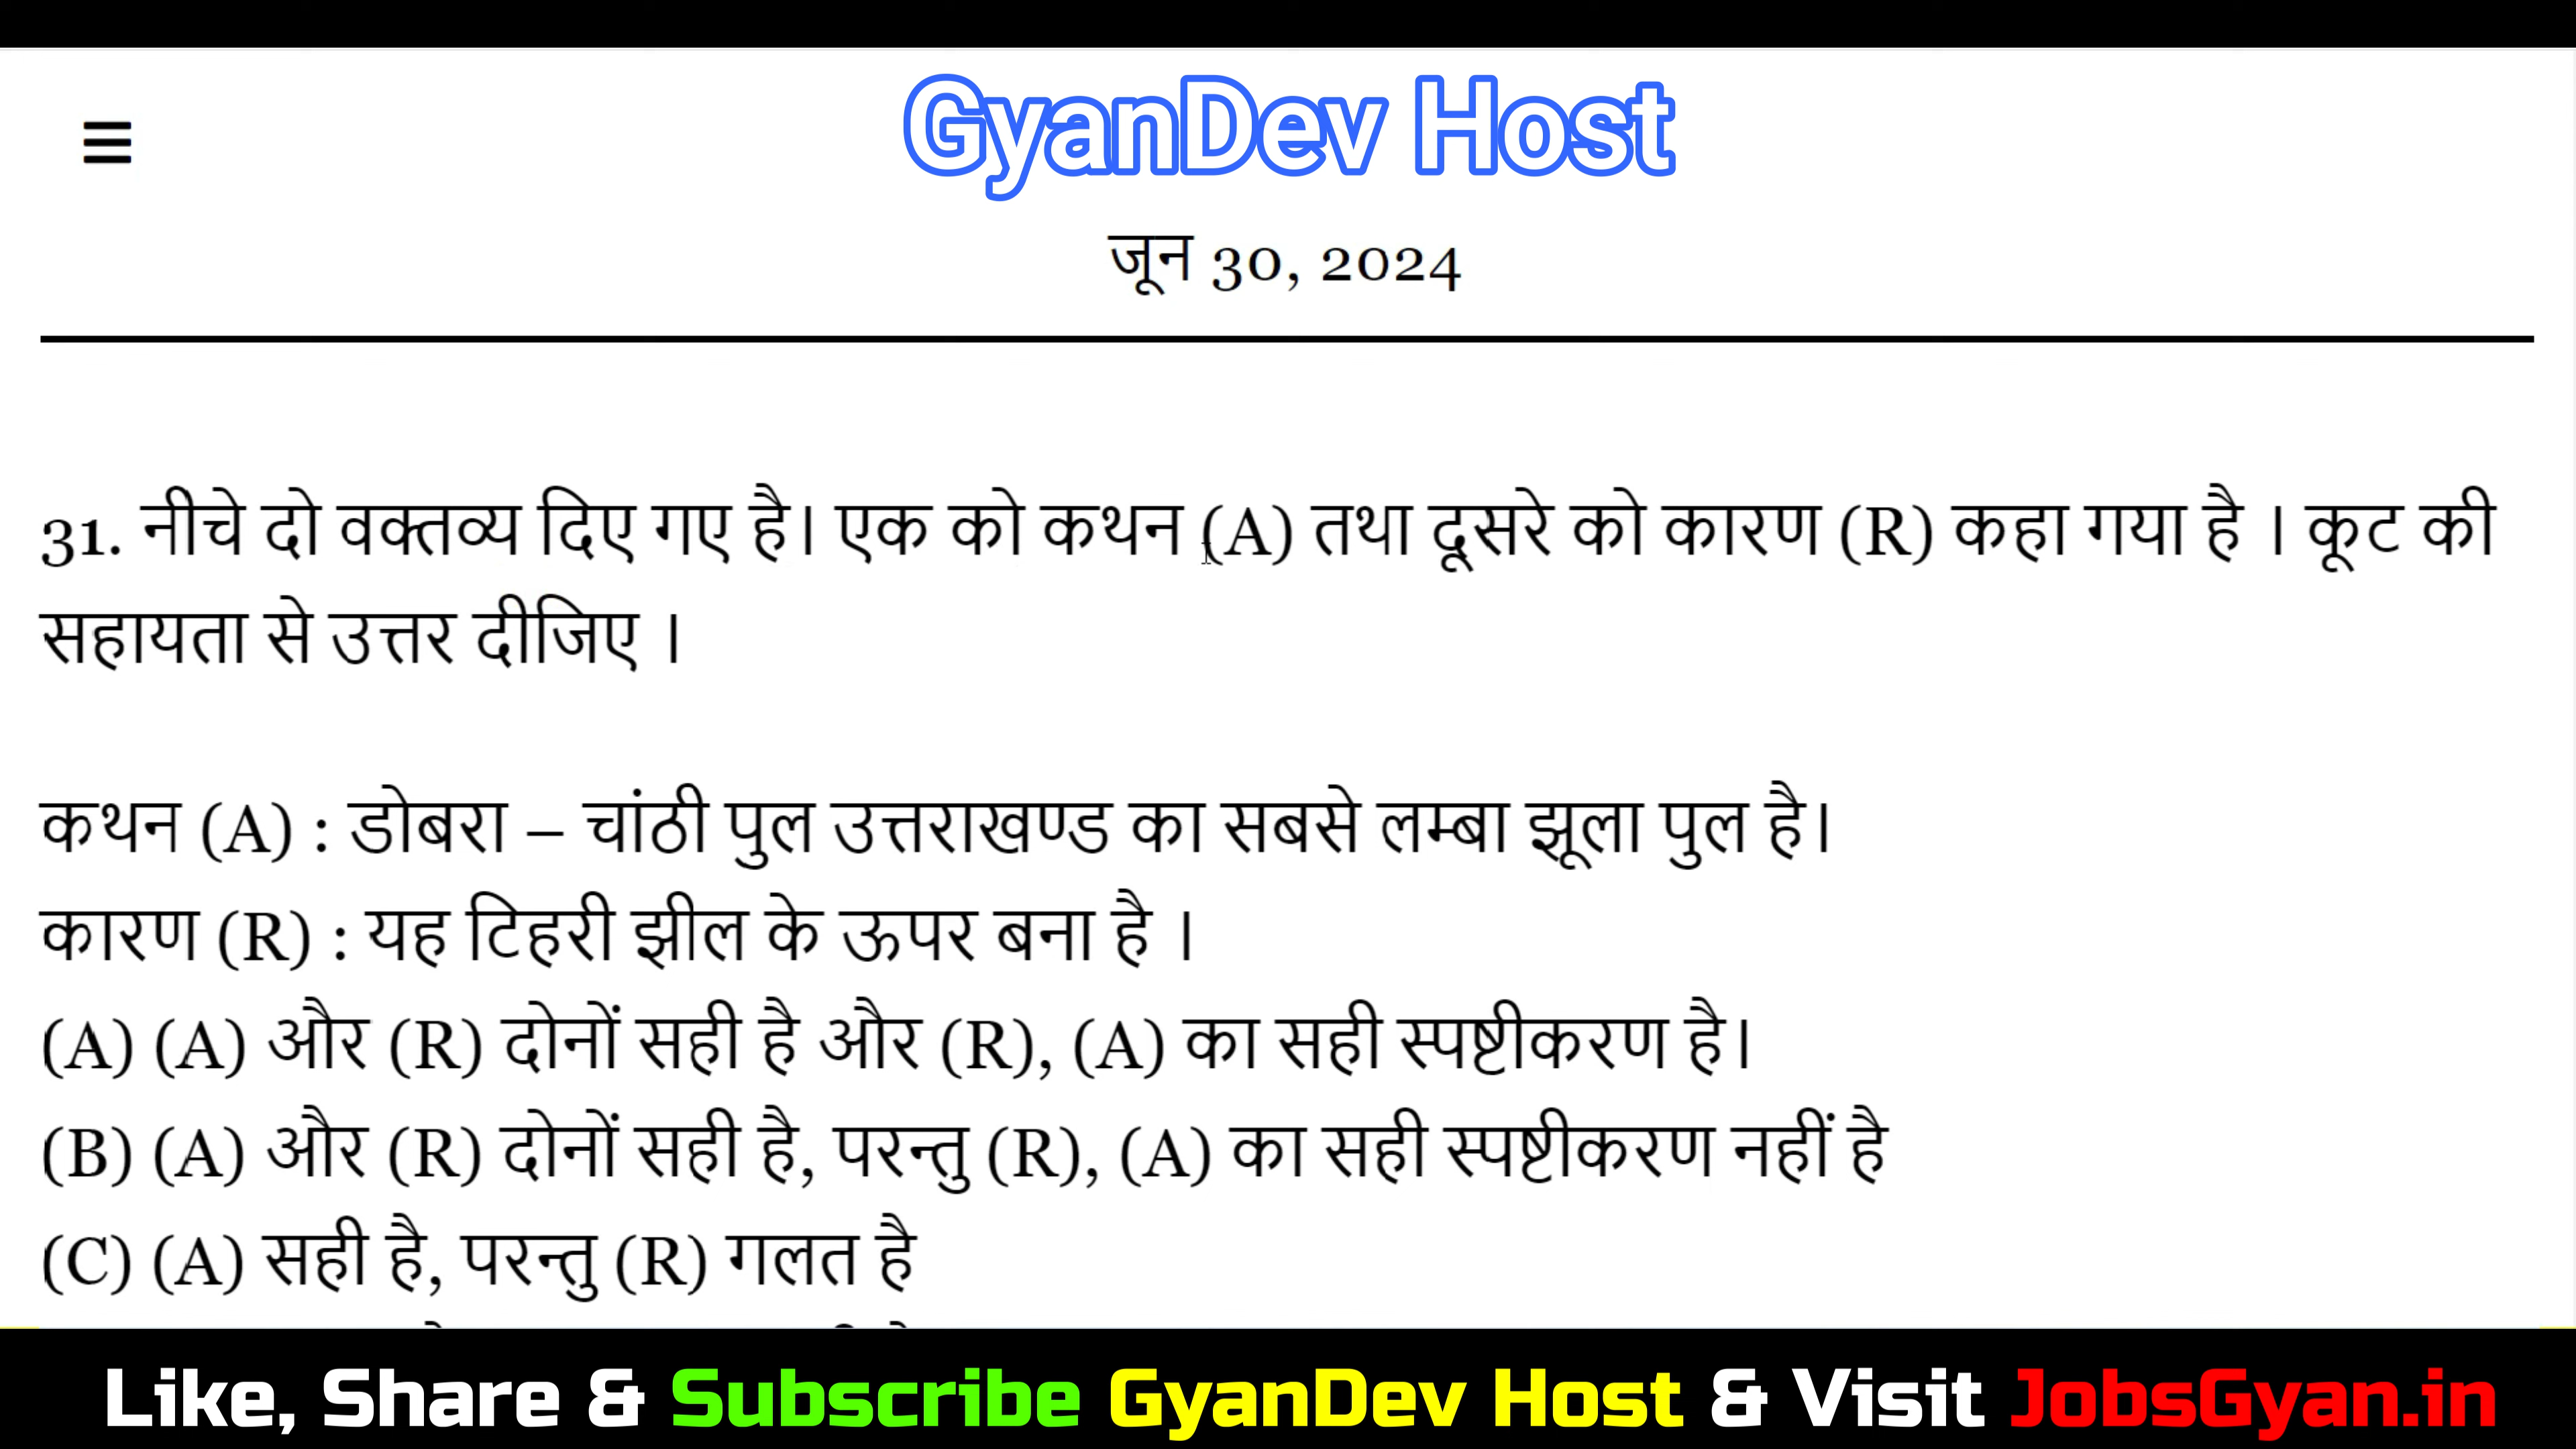 GyanDev Host
जून 30, 2024
31. नीचे दो वक्तव्य दिए गए है। एक को कथन (A) तथा दूसरे को कारण (R) कहा गया है । कूट की
सहायता से उत्तर दीजिए ।
कथन (A) : डोबरा – चांठी पुल उत्तराखण्ड का सबसे लम्बा झूला पुल है।
कारण (R) : यह टिहरी झील के ऊपर बना है ।
(A) (A) और (R) दोनों सही है और (R), (A) का सही स्पष्टीकरण है।
(B) (A) और (R) दोनों सही है, परन्तु (R), (A) का सही स्पष्टीकरण नहीं है
(C) (A) सही है, परन्तु (R) गलत है
Like, Share & Subscribe GyanDev Host & Visit JobsGyan.in